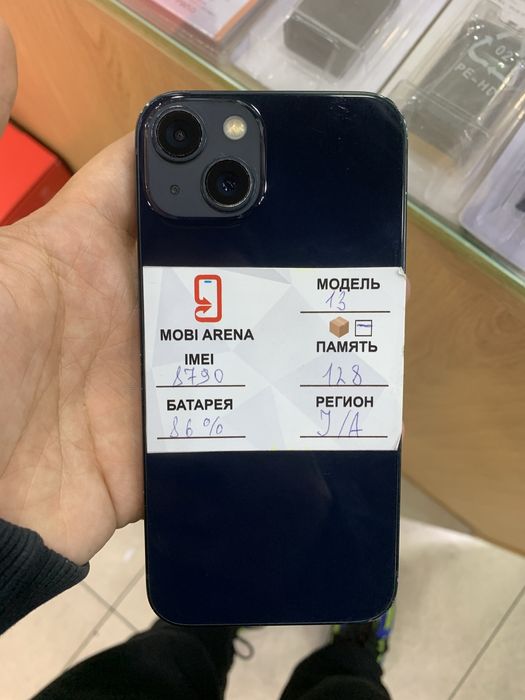 МОДЕЛЬ
13
MOBI ARENA
IMEI
8790
ПАМЯТЬ
128
БАТАРЕЯ
86%
РЕГИОН
J/A